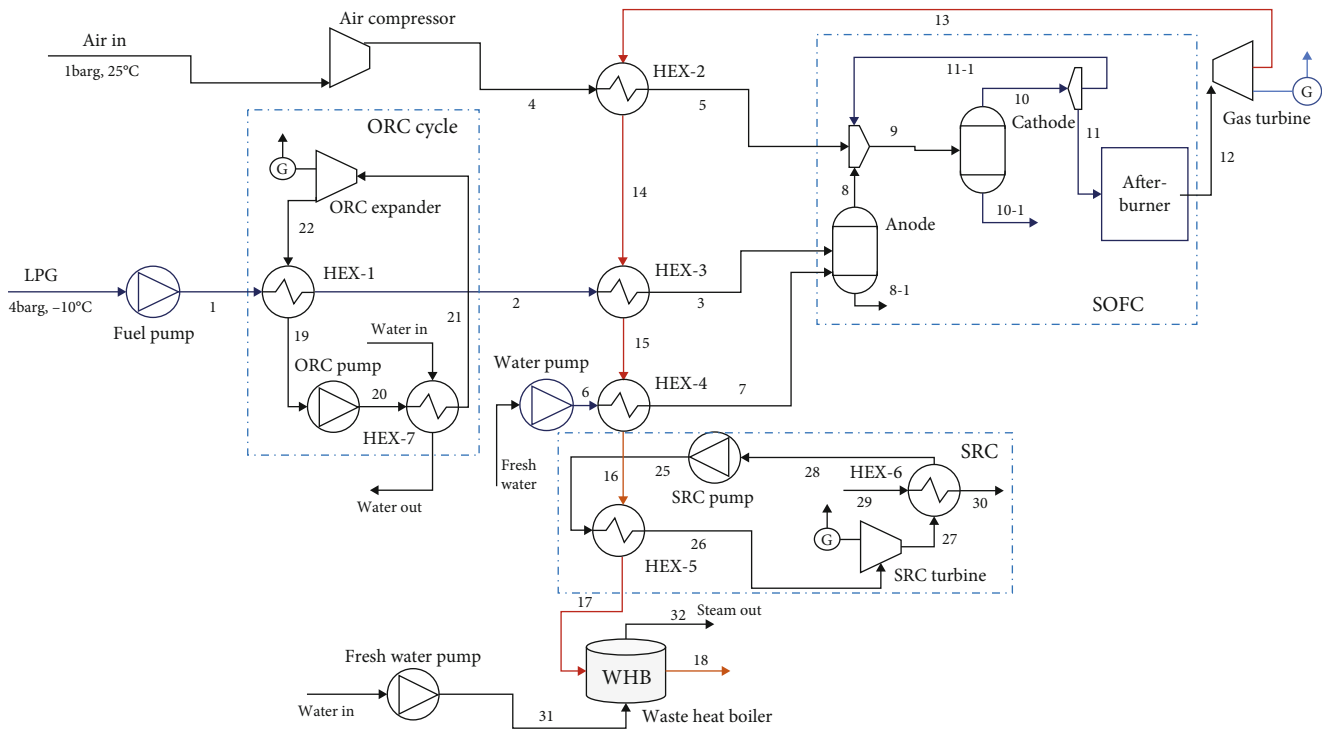 13
Air compressor
Air in
1barg, 25°C
HEX-2
11-1
4
5
10
G
Gas turbine
ORC cycle
Cathode
9
11
12
G
After-
burner
ORC expander
14
8
10-1
22
Anode
LPG
HEX-1
HEX-3
4barg, –10°C
1
2
3
8-1
SOFC
Fuel pump
21
19
Water in
15
ORC pump
Water pump
HEX-4
20
6
7
HEX-7
SRC
Fresh
water
16
25
28
HEX-6
SRC pump
29
30
Water out
G
27
26
HEX-5
SRC turbine
17
32
Steam out
Fresh water pump
18
WHB
Water in
31
Waste heat boiler